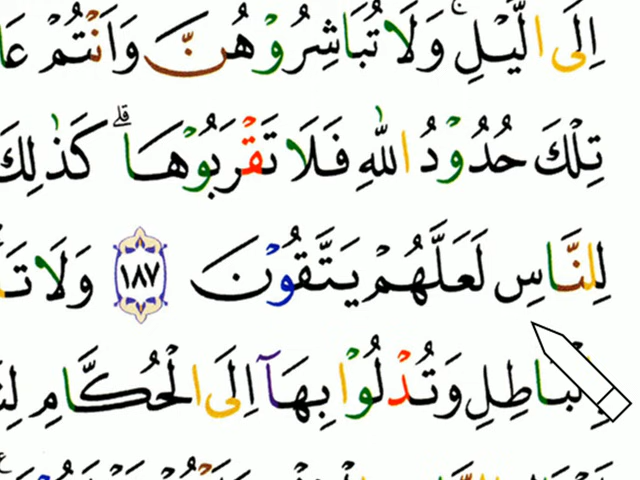 اِلَى الَّيْلِۚ وَلَا تُبَاشِرُوْهُنَّ وَاَنْتُمْ
تِلْكَ حُدُوْدُ اللّٰهِ فَلَا تَقْرَبُوْهَاۗ كَذٰلِكَ
لِلنَّاسِ لَعَلَّهُمْ يَتَّقُوْنَ ١٨٧ وَلَا
بِالْبَاطِلِ وَتُدْلُوْا بِهَآ اِلَى الْحُكَّامِ